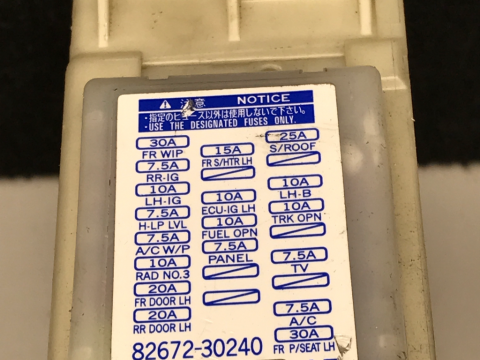 注意 NOTICE
・指定のヒューズ以外は使用しないで下さい。
・USE THE DESIGNATED FUSES ONLY.
30A
FR WIP
7.5A
RR-IG
10A
LH-IG
7.5A
H-LP LVL
7.5A
A/C W/P
10A
RAD NO.3
20A
FR DOOR LH
20A
RR DOOR LH
15A
FR S/HTR LH
10A
ECU-IG LH
10A
FUEL OPN
7.5A
PANEL
25A
S/ROOF
10A
LH-B
10A
TRK OPN
7.5A
TV
7.5A
A/C
30A
FR P/SEAT LH
82672-30240